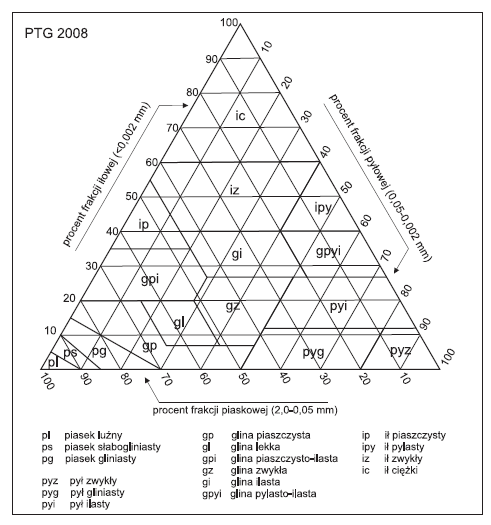 PTG 2008
100
90
10
80
20
70
30
60
40
50
50
40
60
30
70
20
80
10
90
100
100
90
80
70
60
50
40
30
20
10
procent frakcji iłowej (<0,002 mm)
procent frakcji pyłowej (0,05-0,002 mm)
ic
iz
ip
ipy
gi
gpyi
gpi
gz
pyi
gl
gp
pg
ps
pl
pyg
pyz
procent frakcji piaskowej (2,0-0,05 mm)
pl piasek luźny
ps piasek słabogliniasty
pg piasek gliniasty
pyz pył zwykły
pyg pył gliniasty
pyi pył ilasty
gp glina piaszczysta
gl glina lekka
gpi glina piaszczysto-ilasta
gz glina zwykła
gi glina ilasta
gpyi glina pylasto-ilasta
ip ił piaszczysty
ipy ił pylasty
iz ił zwykły
ic ił ciężki